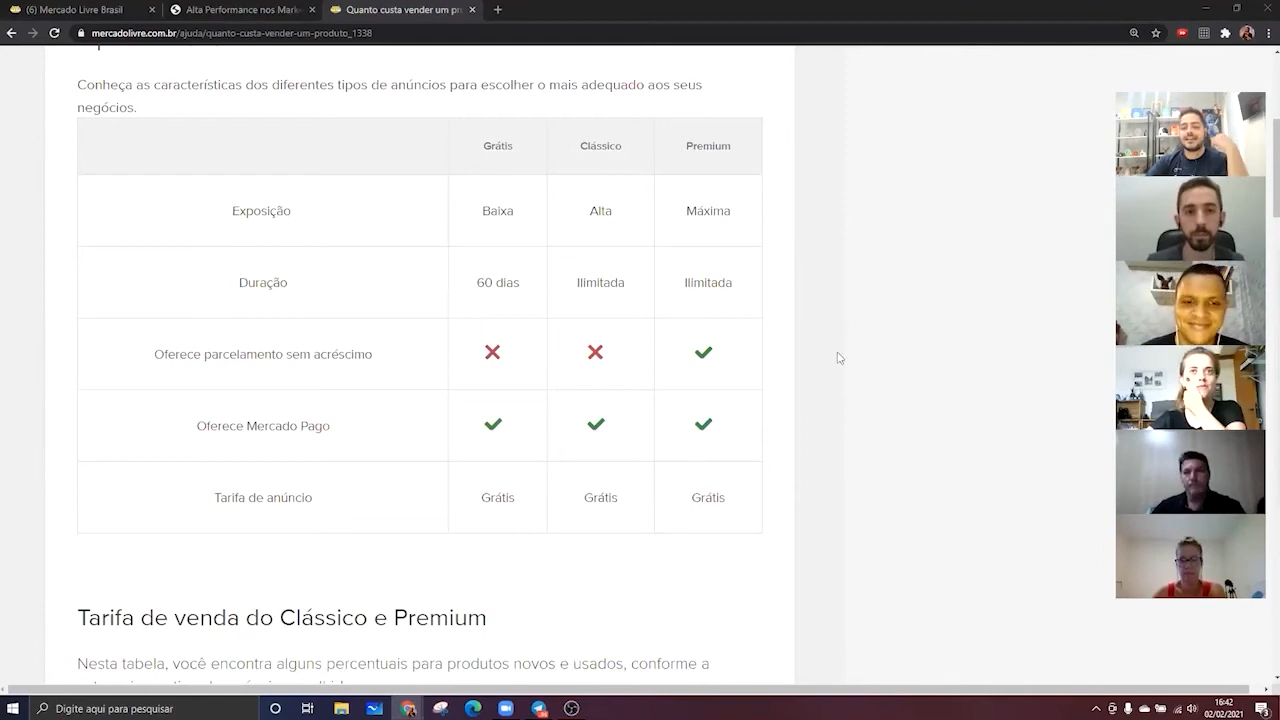 (6) Mercado Livre Brasil
Alta Performance nos Mark
Quanto custa vender um pr
mercadolivre.com.br/ajuda/quanto-custa-vender-um-produto_1338
Conheça as características dos diferentes tipos de anúncios para escolher o mais adequado aos seus
negócios.
Grátis Clássico Premium
Exposição Baixa Alta Máxima
Duração 60 dias Ilimitada Ilimitada
Oferece parcelamento sem acréscimo
Oferece Mercado Pago
Tarifa de anúncio Grátis Grátis Grátis
Tarifa de venda do Clássico e Premium
Nesta tabela, você encontra alguns percentuais para produtos novos e usados, conforme a
Digite aqui para pesquisar
16:42
02/02/2021